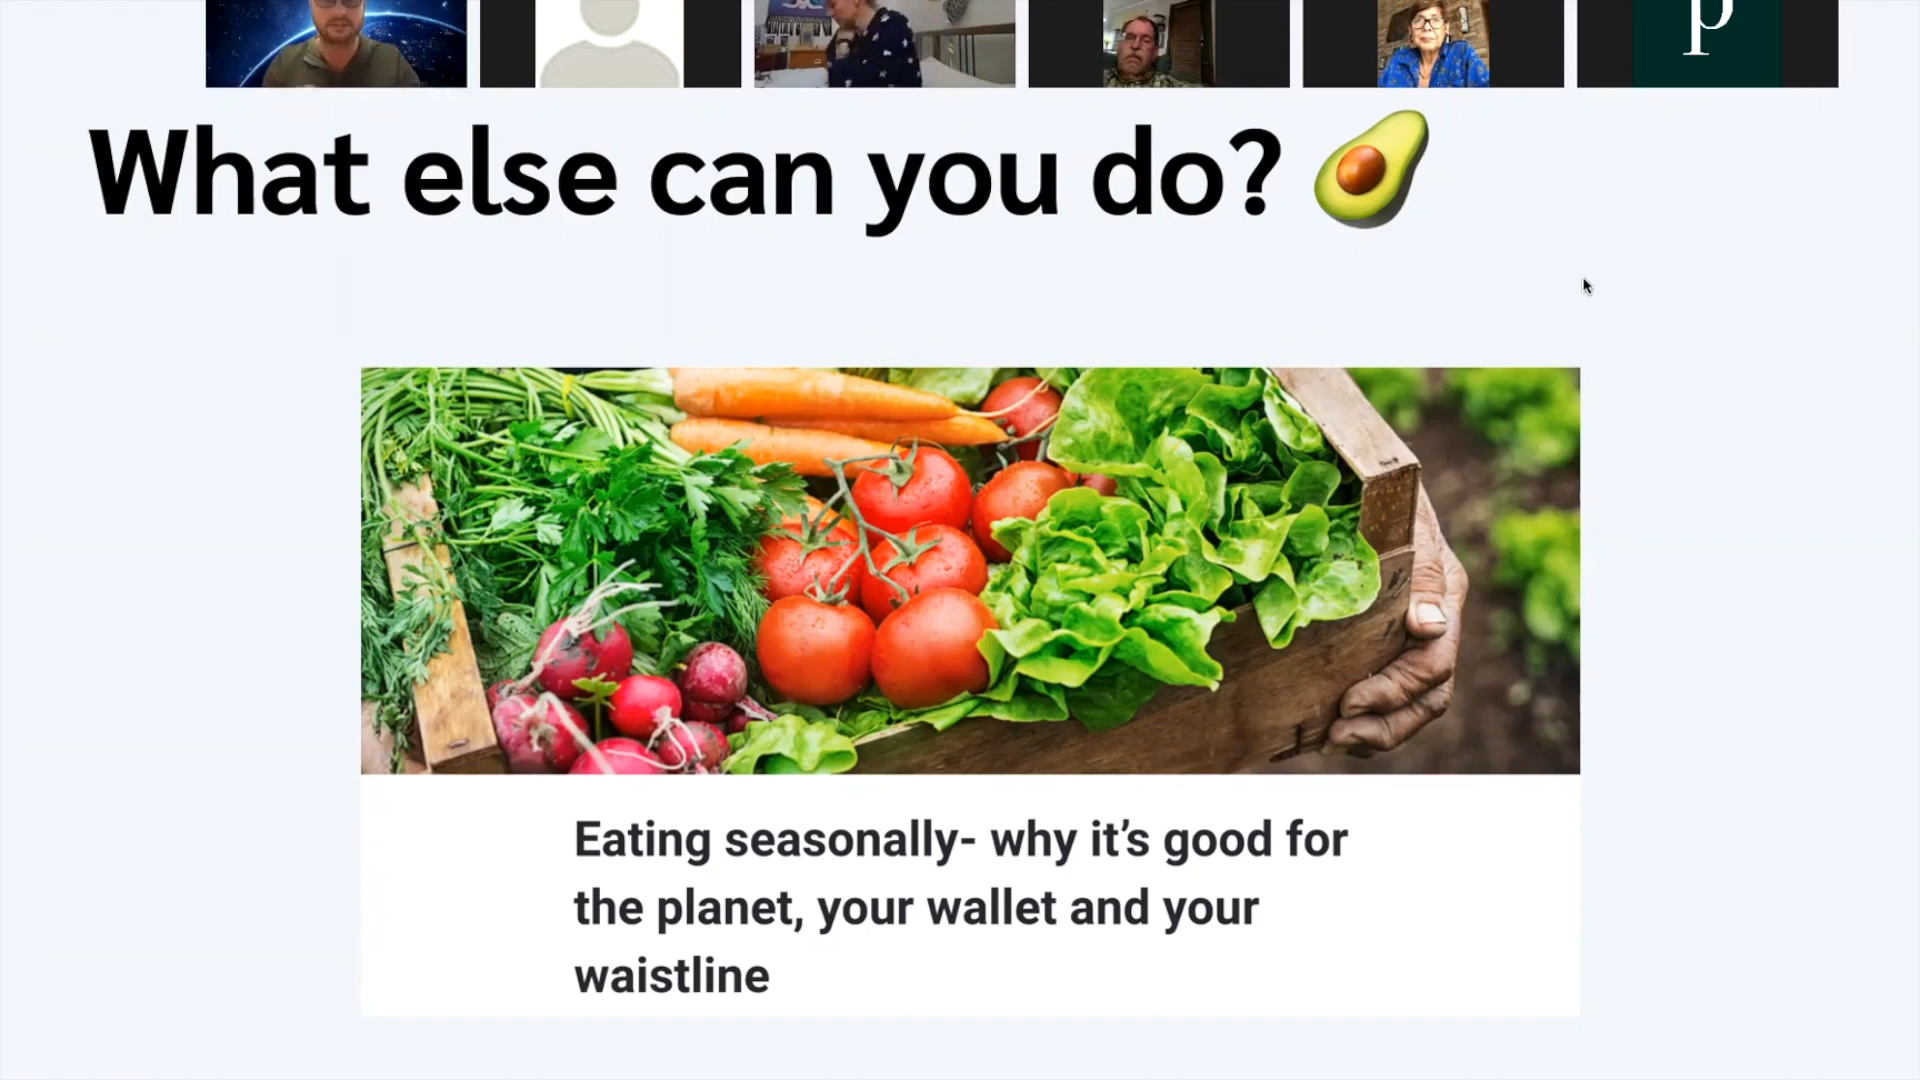 p
What else can you do?
Eating seasonally- why it’s good for
the planet, your wallet and your
waistline